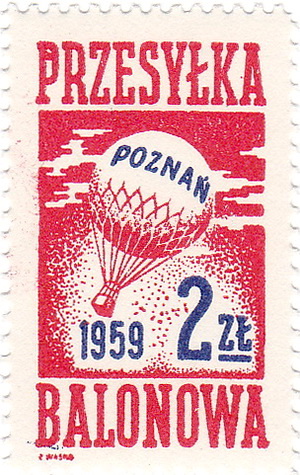 PRZESYŁKA
POZNAŃ
1959 2 ZŁ
BALONOWA